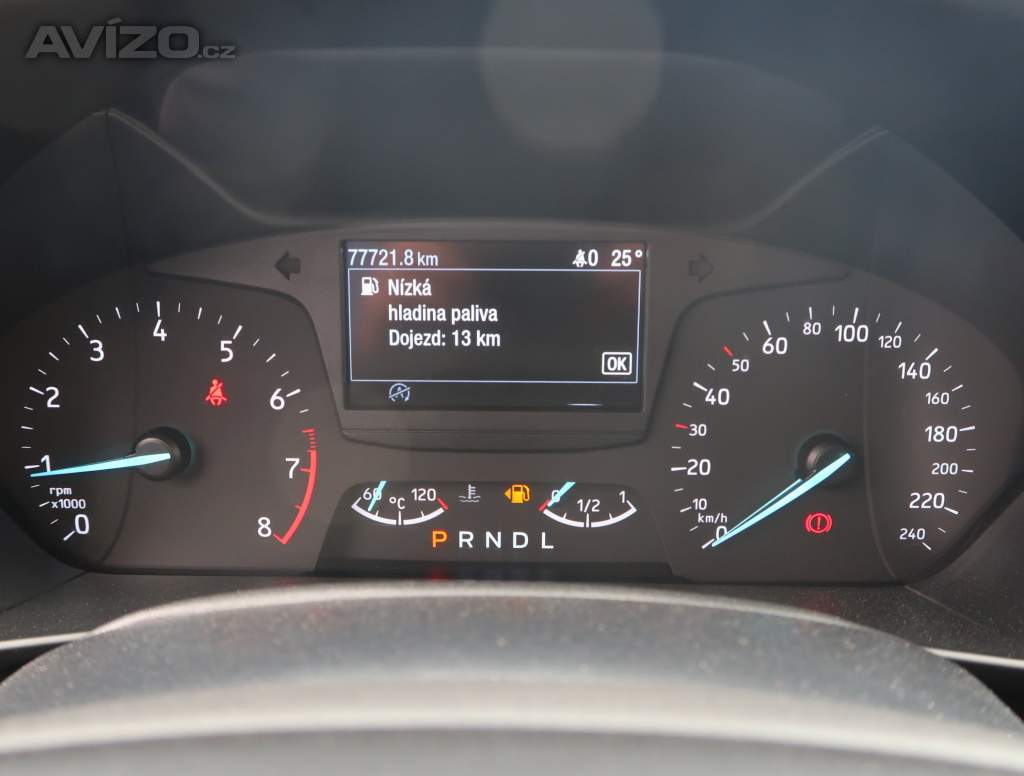 AVÍZO.cz
77721.8 km 0 25°
Nízká
hladina paliva
Dojezd: 13 km
OK
0 1 2 3 4 5 6 7 8
rpm
x1000
60 °C 120
0 1/2 1
P R N D L
0 10 20 30 40 50 60 80 100 120 140 160 180 200 220 240
km/h